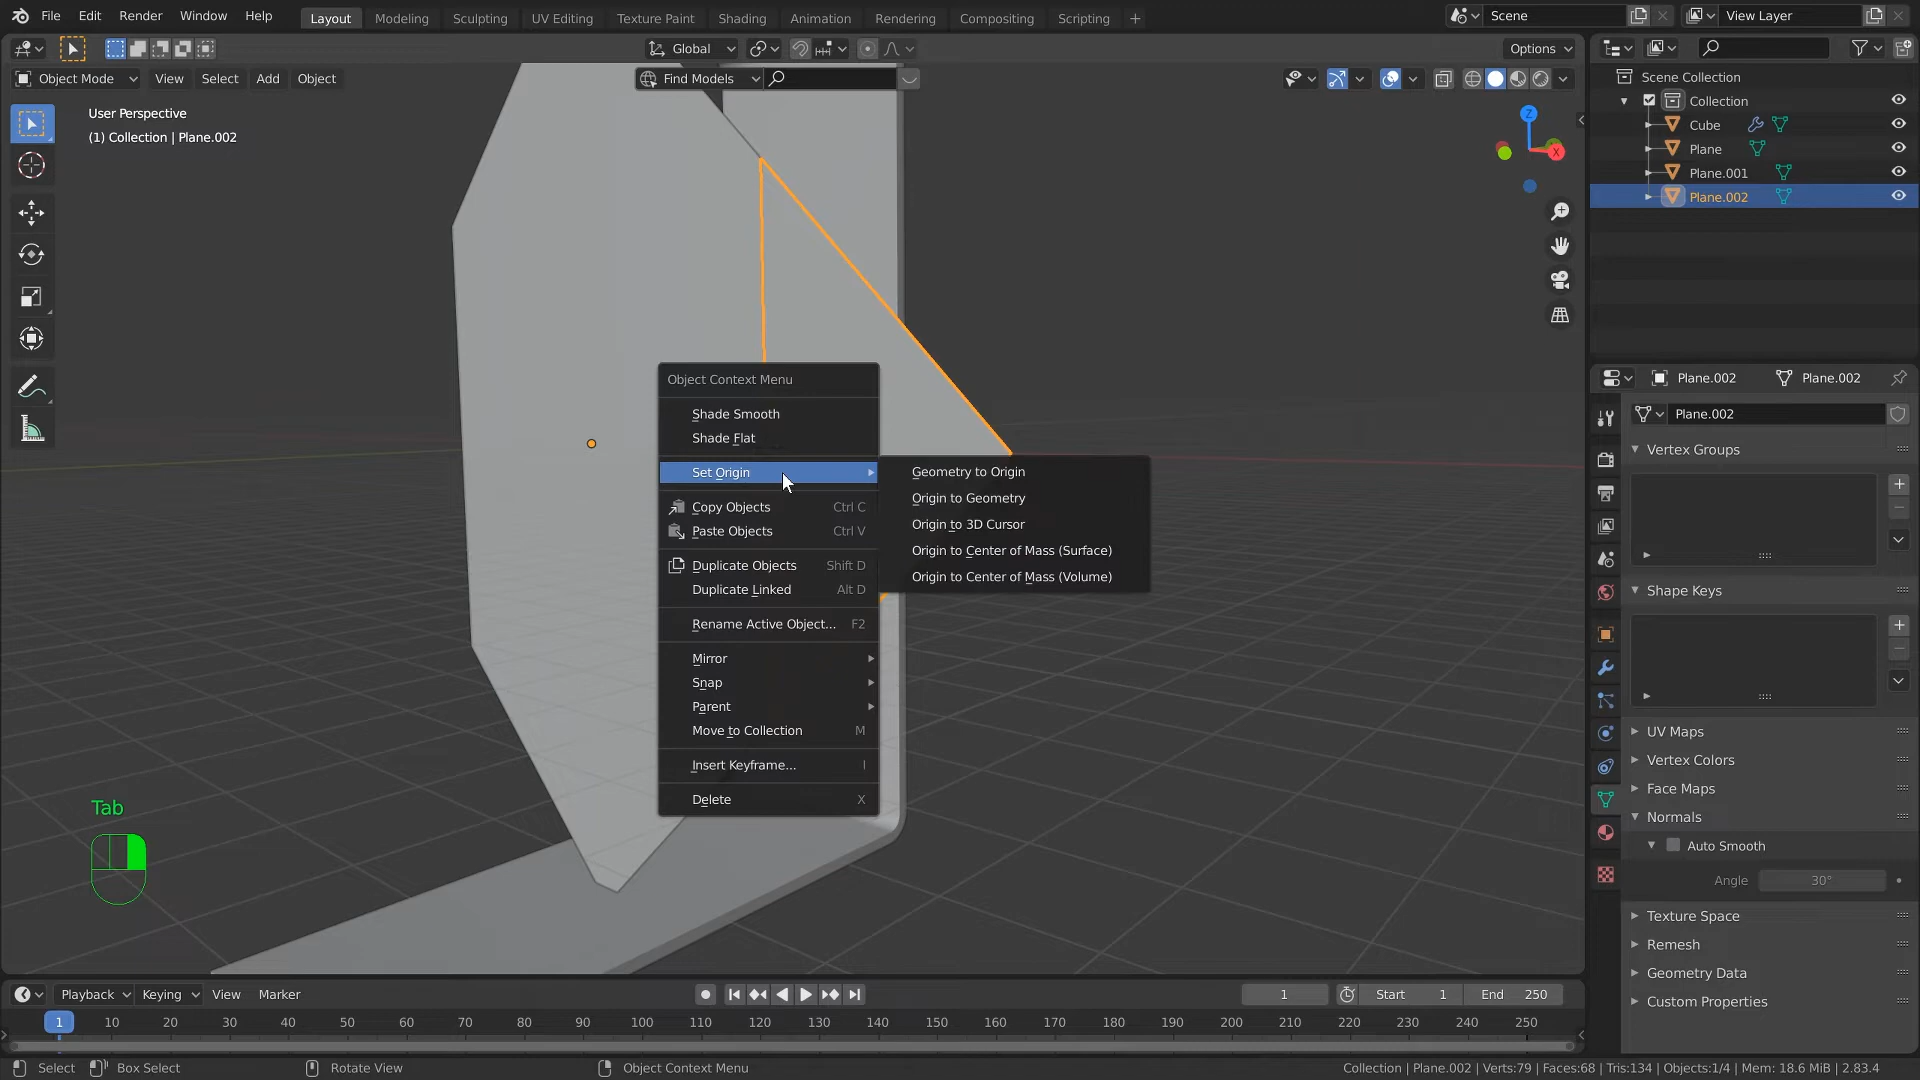 File Edit Render Window Help Layout Modeling Sculpting UV Editing Texture Paint Shading Animation Rendering Compositing Scripting + Scene View Layer
Global Options
Object Mode View Select Add Object Find Models
User Perspective
(1) Collection | Plane.002
Z
X
Scene Collection
Collection
Cube
Plane
Plane.001
Plane.002
Object Context Menu
Shade Smooth
Shade Flat
Set Origin
Copy Objects Ctrl C
Paste Objects Ctrl V
Duplicate Objects Shift D
Duplicate Linked Alt D
Rename Active Object... F2
Mirror
Snap
Parent
Move to Collection M
Insert Keyframe... I
Delete X
Geometry to Origin
Origin to Geometry
Origin to 3D Cursor
Origin to Center of Mass (Surface)
Origin to Center of Mass (Volume)
Plane.002 Plane.002
Plane.002
Vertex Groups
Shape Keys
UV Maps
Vertex Colors
Face Maps
Normals
Auto Smooth
Angle 30°
Texture Space
Remesh
Geometry Data
Custom Properties
Tab
Playback Keying View Marker 1 Start 1 End 250
1 10 20 30 40 50 60 70 80 90 100 110 120 130 140 150 160 170 180 190 200 210 220 230 240 250
Select Box Select Rotate View Object Context Menu Collection | Plane.002 | Verts:79 | Faces:68 | Tris:134 | Objects:1/4 | Mem: 18.6 MiB | 2.83.4